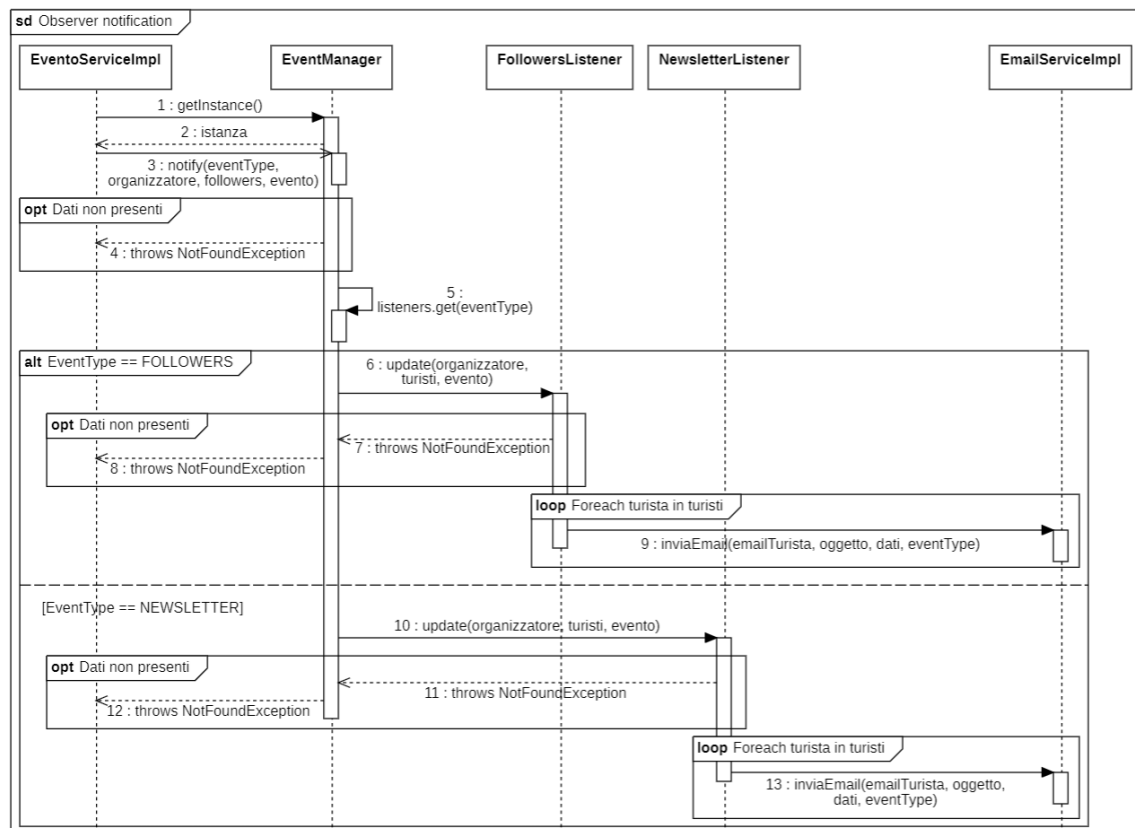 sd Observer notification
EventoServiceImpl
EventManager
FollowersListener
NewsletterListener
EmailServiceImpl
1 : getInstance()
2 : istanza
3 : notify(eventType,
organizzatore, followers, evento)
opt Dati non presenti
4 : throws NotFoundException
5 :
listeners.get(eventType)
alt EventType == FOLLOWERS
6 : update(organizzatore,
turisti, evento)
opt Dati non presenti
7 : throws NotFoundException
8 : throws NotFoundException
loop Foreach turista in turisti
9 : inviaEmail(emailTurista, oggetto, dati, eventType)
[EventType == NEWSLETTER]
10 : update(organizzatore, turisti, evento)
opt Dati non presenti
11 : throws NotFoundException
12 : throws NotFoundException
loop Foreach turista in turisti
13 : inviaEmail(emailTurista, oggetto,
dati, eventType)